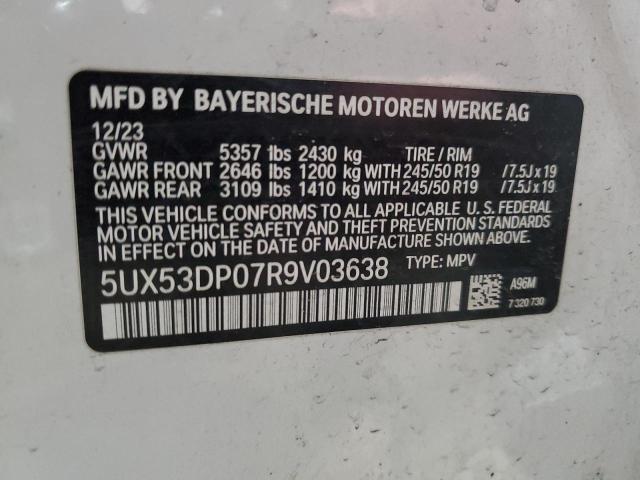 MFD BY BAYERISCHE MOTOREN WERKE AG
12/23
GVWR 5357 lbs 2430 kg TIRE / RIM
GAWR FRONT 2646 lbs 1200 kg WITH 245/50 R19 /7.5J x 19
GAWR REAR 3109 lbs 1410 kg WITH 245/50 R19 /7.5J x 19
THIS VEHICLE CONFORMS TO ALL APPLICABLE U. S. FEDERAL
MOTOR VEHICLE SAFETY AND THEFT PREVENTION STANDARDS
IN EFFECT ON THE DATE OF MANUFACTURE SHOWN ABOVE.
5UX53DP07R9V03638 TYPE: MPV
A96M
7 320 730